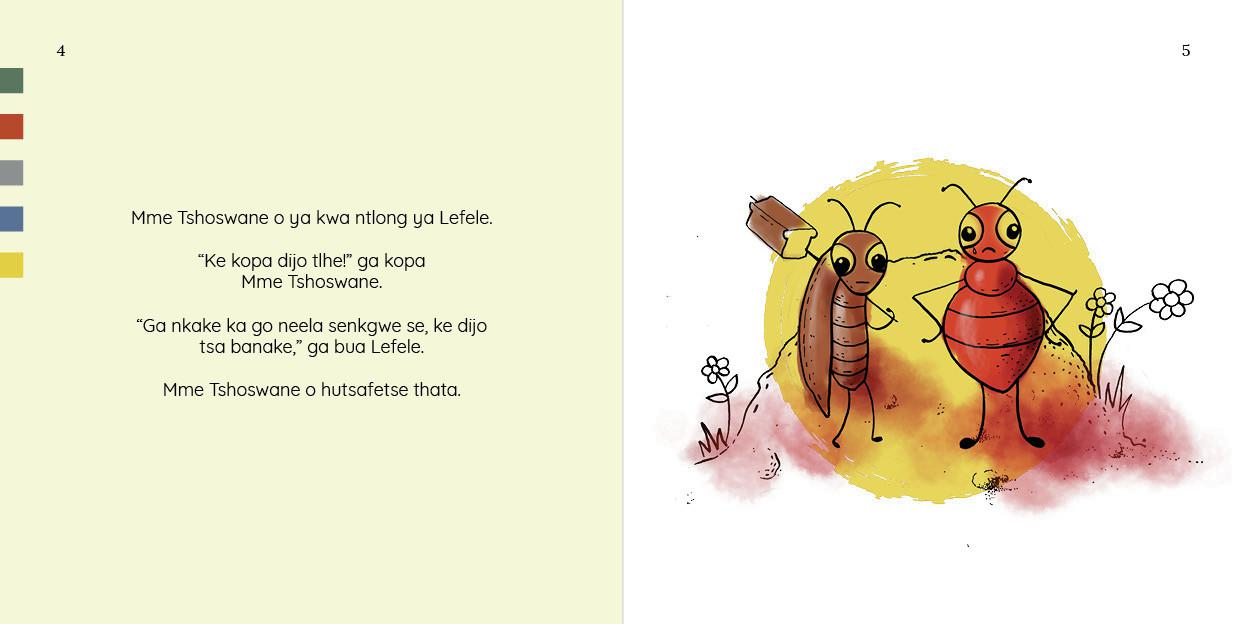 4
Mme Tshoswane o ya kwa ntlong ya Lefele.
“Ke kopa dijo tlhe!” ga kopa
Mme Tshoswane.
“Ga nkake ka go neela senkgwe se, ke dijo
tsa banake,” ga bua Lefele.
Mme Tshoswane o hutsafetse thata.
5